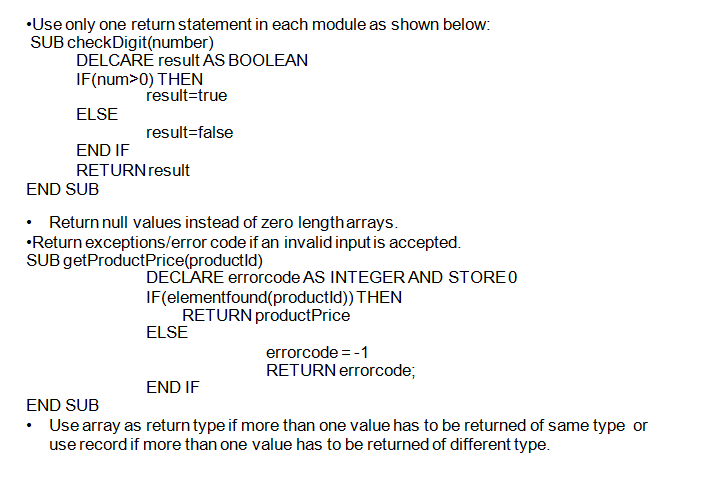 •Use only one return statement in each module as shown below:
SUB checkDigit(number)
DELCARE result AS BOOLEAN
IF(num>0) THEN
result=true
ELSE
result=false
END IF
RETURN result
END SUB
• Return null values instead of zero length arrays.
•Return exceptions/error code if an invalid input is accepted.
SUB getProductPrice(productId)
DECLARE errorcode AS INTEGER AND STORE 0
IF(elementfound(productId)) THEN
RETURN productPrice
ELSE
errorcode = -1
RETURN errorcode;
END IF
END SUB
• Use array as return type if more than one value has to be returned of same type or
use record if more than one value has to be returned of different type.